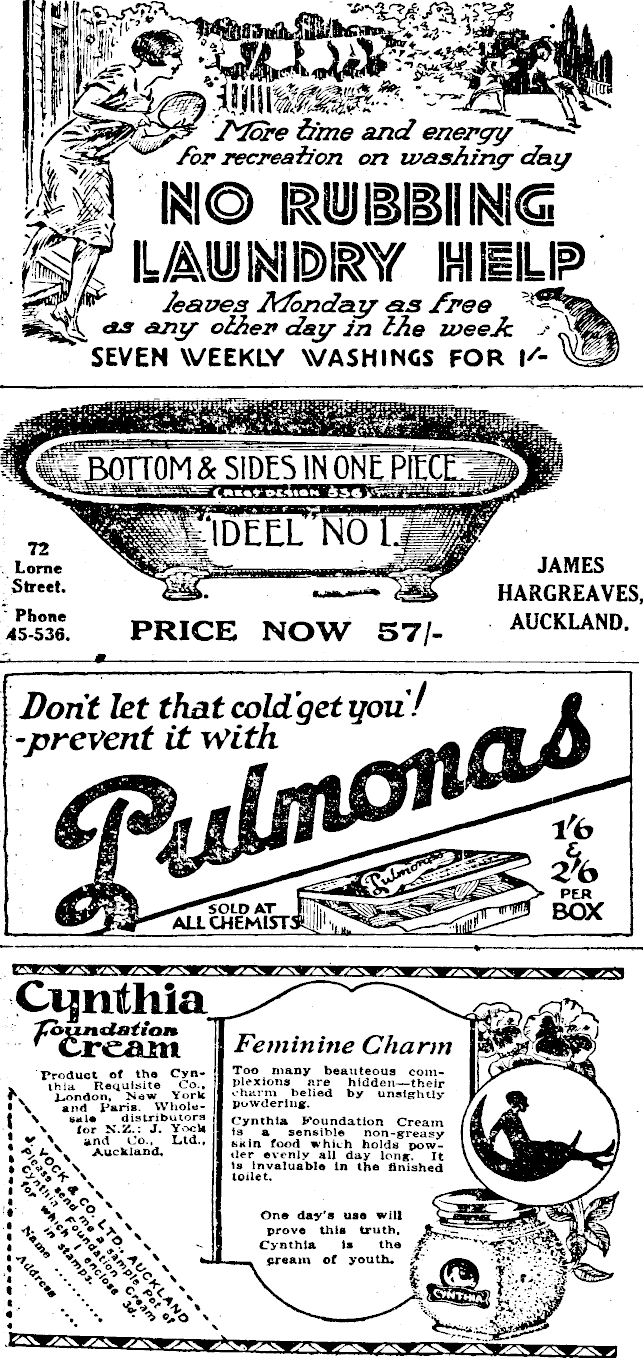 More time and energy
for recreation on washing day
NO RUBBING
LAUNDRY HELP
leaves Monday as free
as any other day in the week
SEVEN WEEKLY WASHINGS FOR 1/-
BOTTOM & SIDES IN ONE PIECE.
REG? DESIGN 536
"IDEEL" NO 1.
72
Lorne
Street.
Phone
45-536.
JAMES
HARGREAVES,
AUCKLAND.
PRICE NOW 57/-
Don't let that cold 'get you'!
-prevent it with
Pulmonas
Pulmonas
SOLD AT
ALL CHEMISTS
1/6
&
2/6
PER
BOX
Cynthia
Foundation
Cream
Product of the Cyn-
thia Requisite Co.,
London, New York
and Paris. Whole-
sale distributors
for N.Z.: J. Yock
and Co., Ltd.,
Auckland.
J. YOCK & CO. LTD. AUCKLAND
Please send me a sample Pot of
Cynthia Foundation Cream
for which I enclose 3d.
in stamps.
Name ............
Address ....
Feminine Charm
Too many beauteous com-
plexions are hidden—their
charm belied by unsightly
powdering.
Cynthia Foundation Cream
is a sensible non-greasy
skin food which holds pow-
der evenly all day long. It
is invaluable in the finished
toilet.
One day's use will
prove this truth,
Cynthia is the
cream of youth.
CYNTHIA